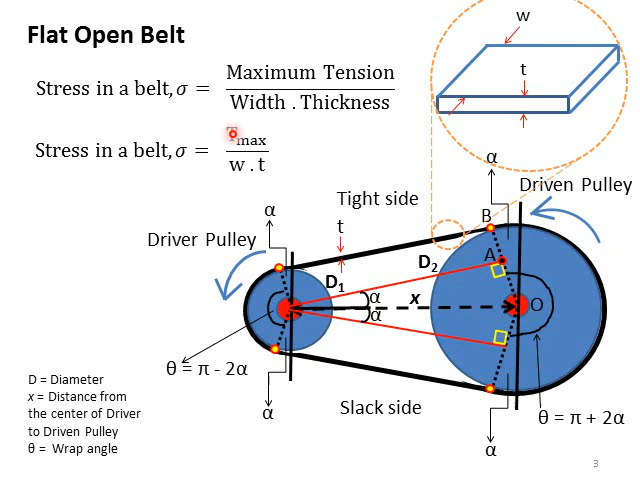 Flat Open Belt
Stress in a belt, σ = Maximum Tension / Width . Thickness
Stress in a belt, σ = Tmax / w . t
w
t
α
Driven Pulley
Tight side
α
t
B
Driver Pulley
D₂
A
D₁
α
x
O
α
θ = π - 2α
D = Diameter
x = Distance from
the center of Driver
to Driven Pulley
θ = Wrap angle
α
Slack side
θ = π + 2α
α
3